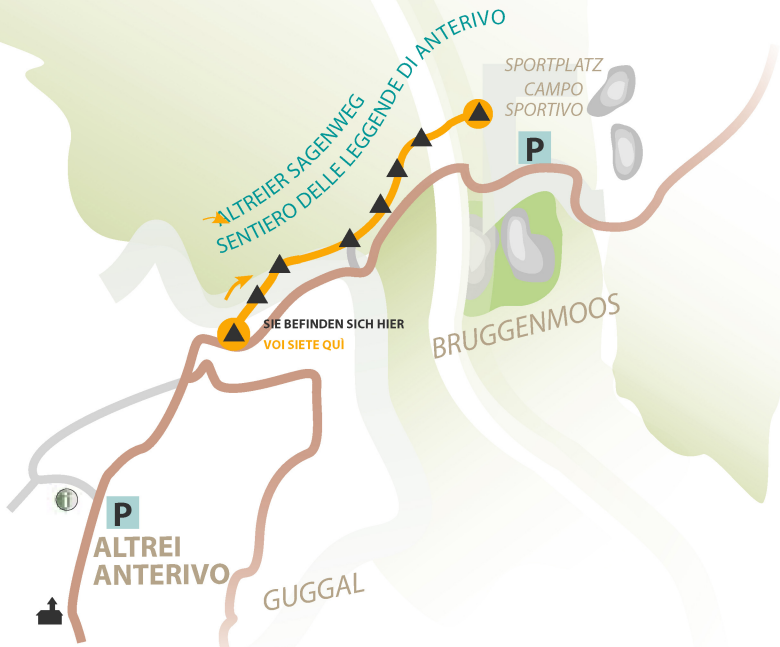 SPORTPLATZ
CAMPO
SPORTIVO
P
ALTREIER SAGENWEG
SENTIERO DELLE LEGGENDE DI ANTERIVO
BRUGGENMOOS
SIE BEFINDEN SICH HIER
VOI SIETE QUÌ
i
P
ALTREI
ANTERIVO
GUGGAL